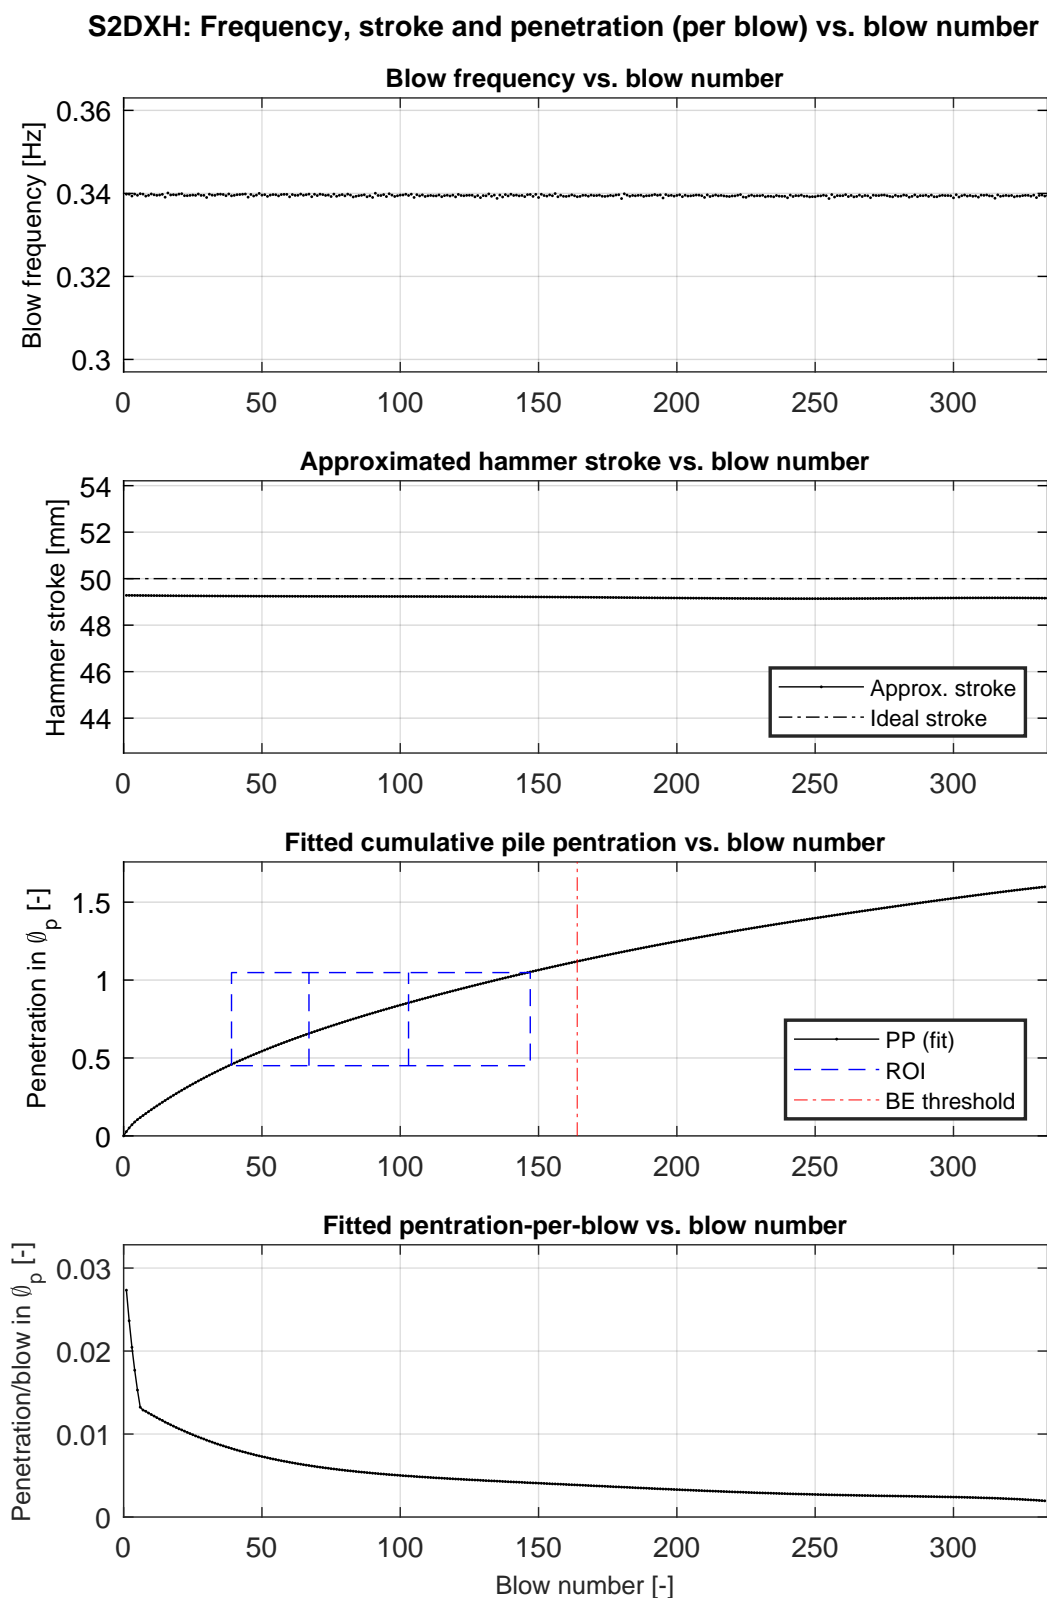 S2DXH: Frequency, stroke and penetration (per blow) vs. blow number
Blow frequency vs. blow number
Blow frequency [Hz]
0.36
0.34
0.32
0.3
0 50 100 150 200 250 300
Approximated hammer stroke vs. blow number
Hammer stroke [mm]
54
52
50
48
46
44
Approx. stroke
Ideal stroke
0 50 100 150 200 250 300
Fitted cumulative pile pentration vs. blow number
Penetration in ∅p [-]
1.5
1
0.5
0
PP (fit)
ROI
BE threshold
0 50 100 150 200 250 300
Fitted pentration-per-blow vs. blow number
Penetration/blow in ∅p [-]
0.03
0.02
0.01
0
0 50 100 150 200 250 300
Blow number [-]